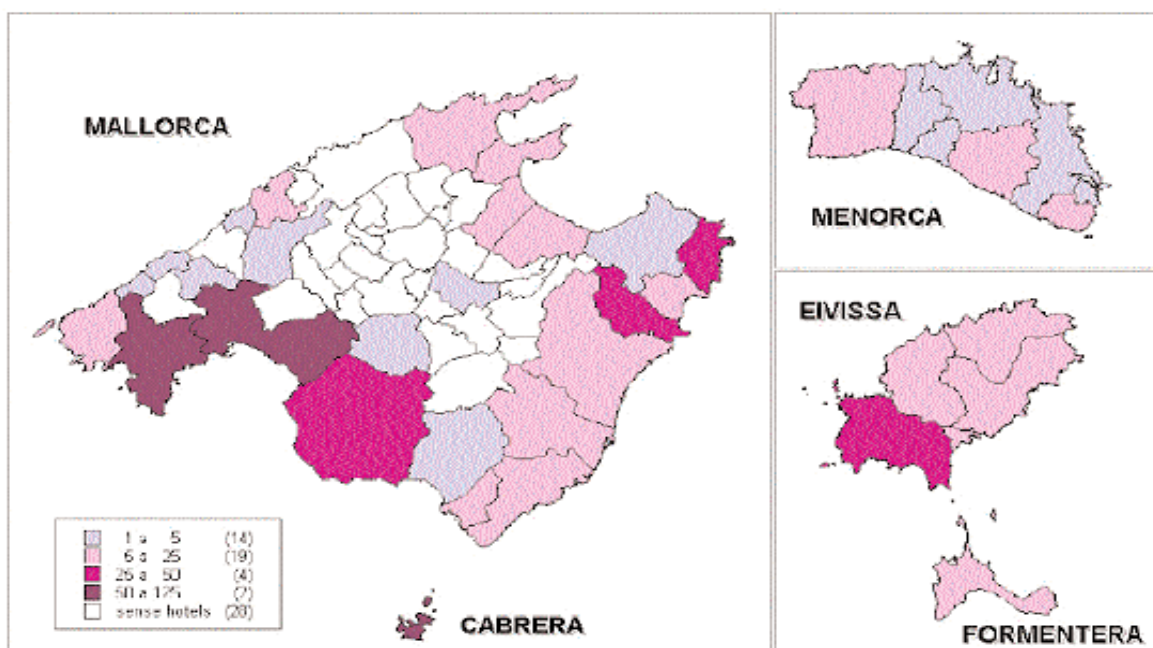 MALLORCA
MENORCA
EIVISSA
1 a 5 (14)
6 a 25 (19)
25 a 50 (4)
50 a 125 (2)
sense hotels (28)
CABRERA
FORMENTERA